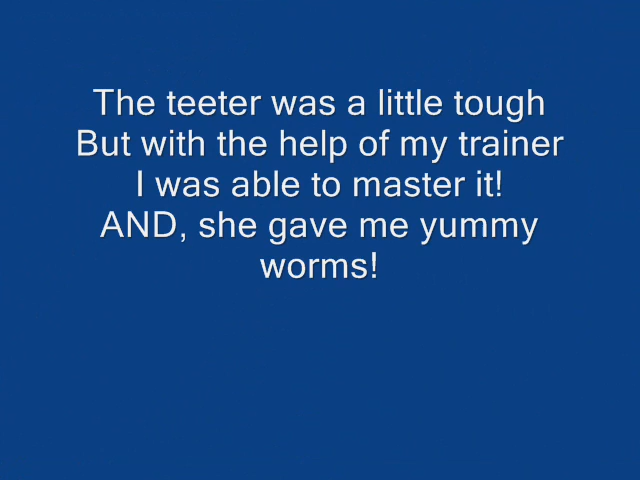 The teeter was a little tough
But with the help of my trainer
I was able to master it!
AND, she gave me yummy
worms!